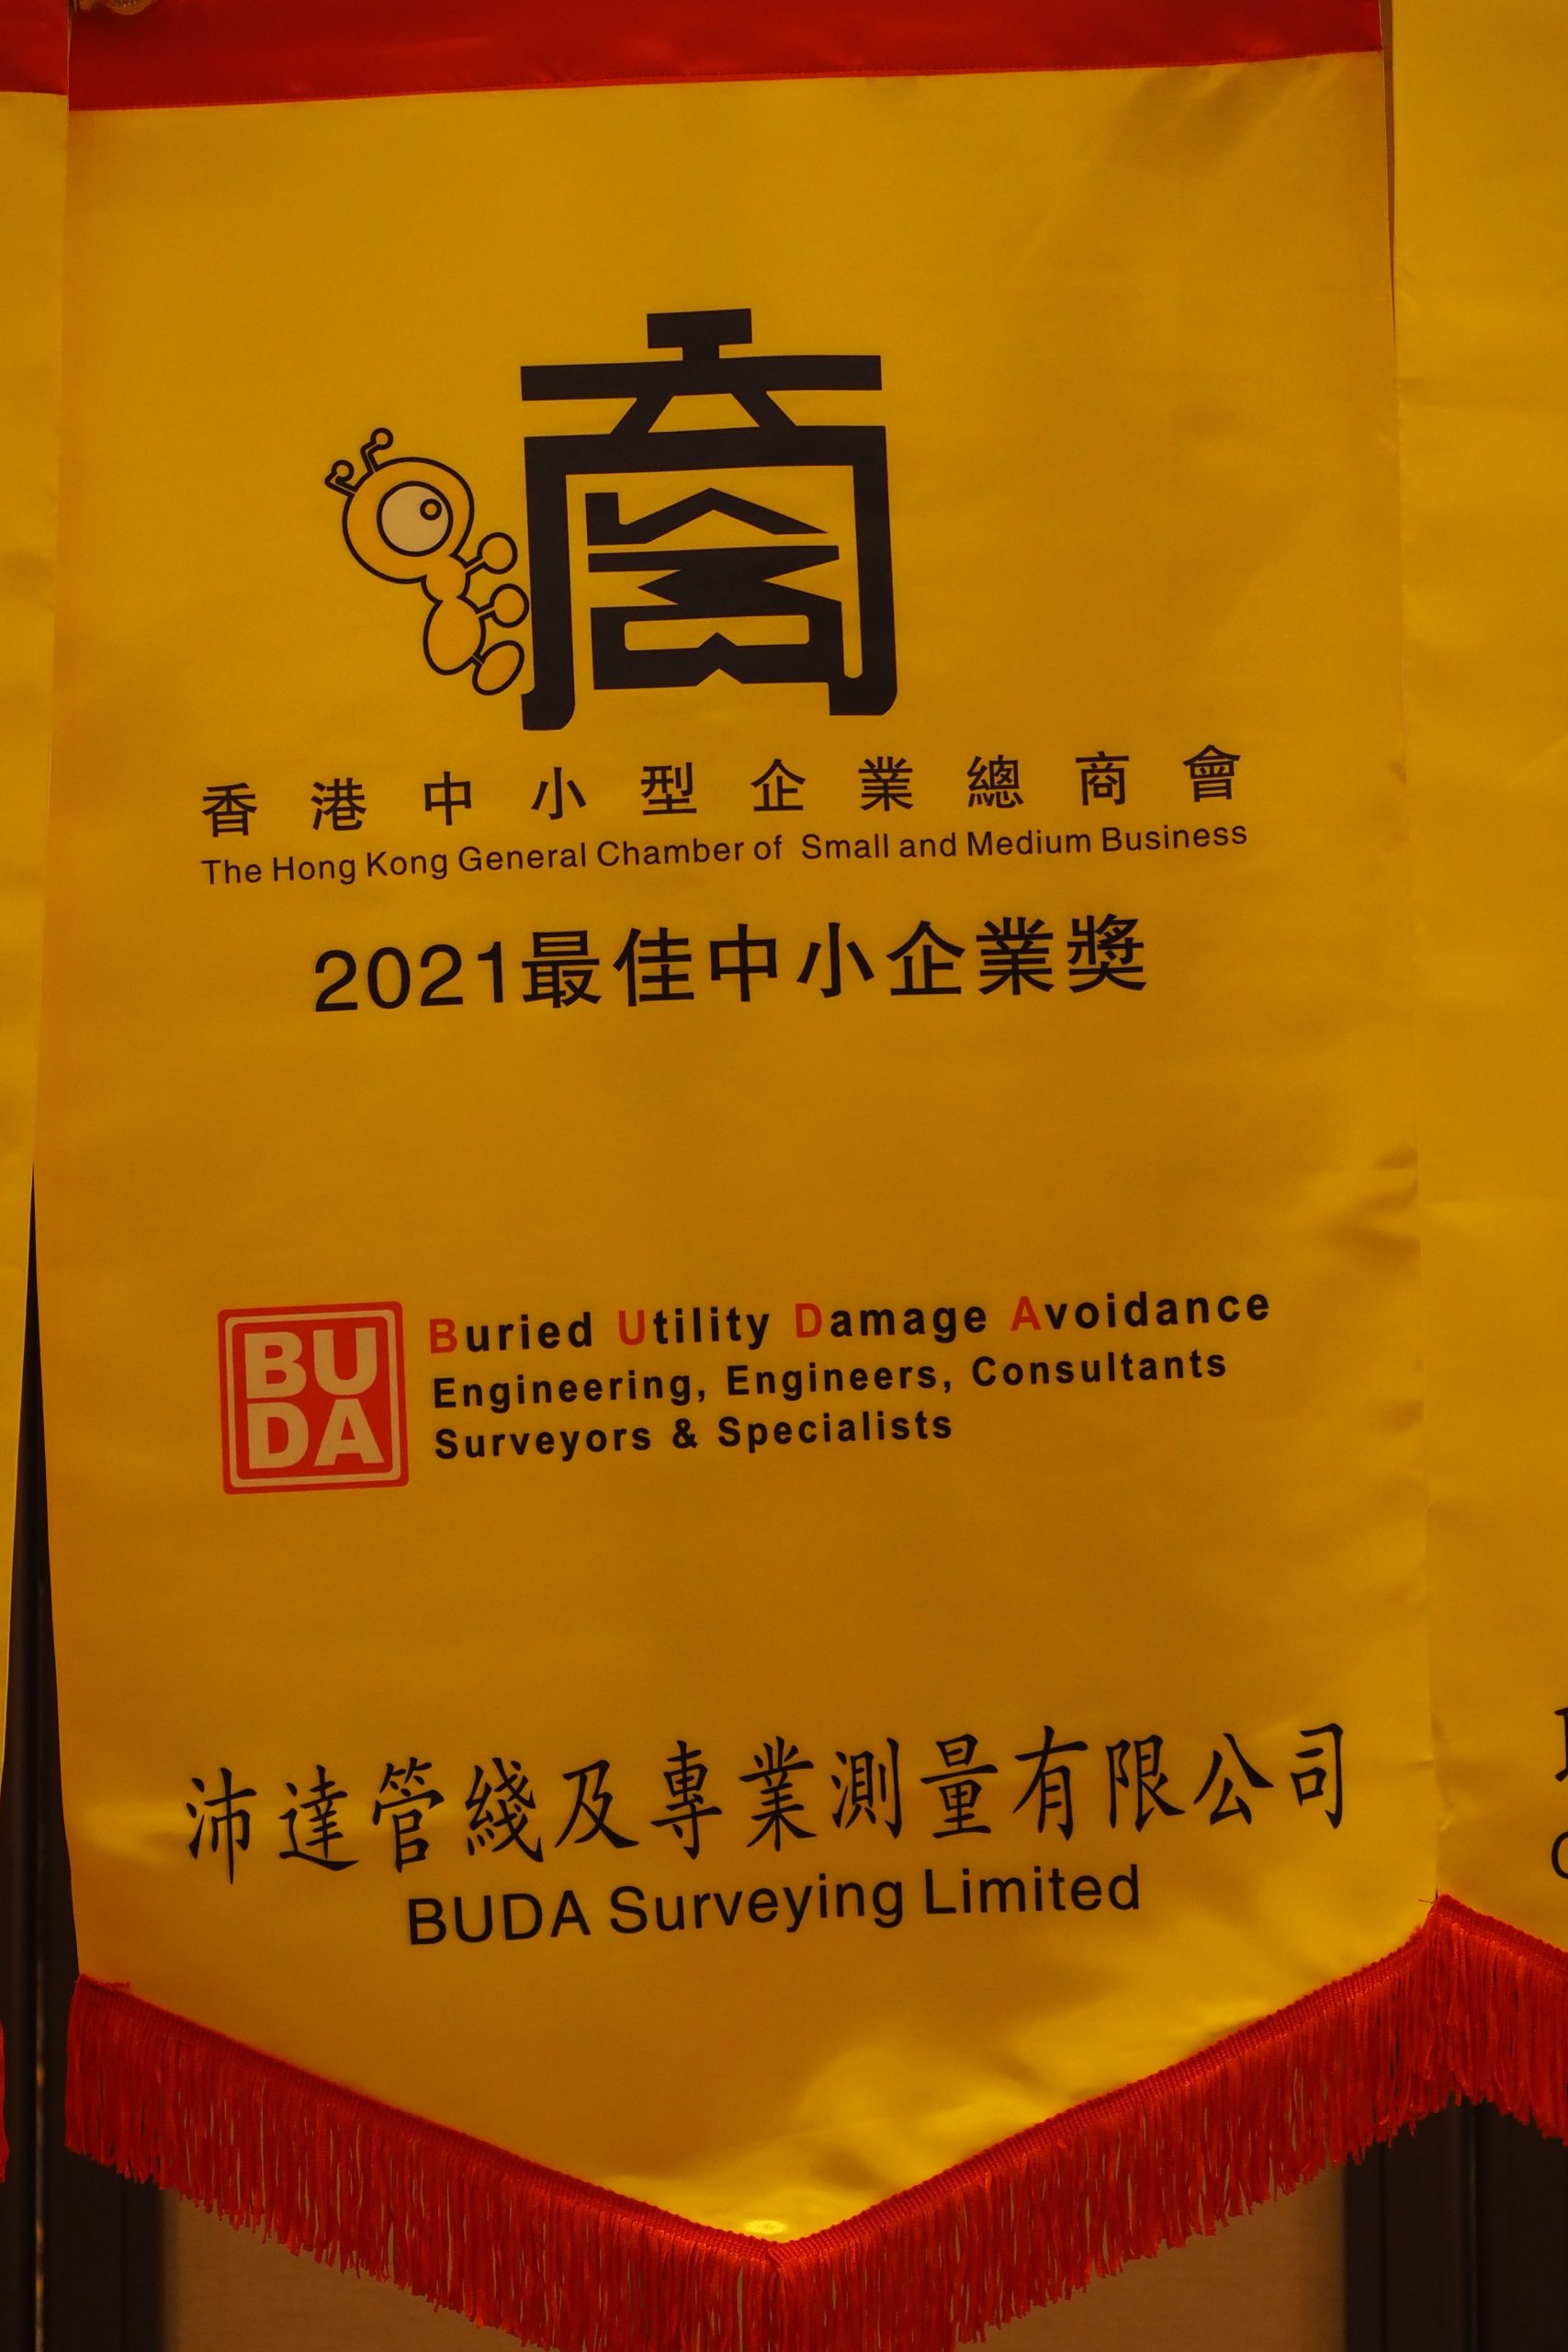 商
香港中小型企業總商會
The Hong Kong General Chamber of Small and Medium Business
2021最佳中小企業獎
BU
DA
Buried Utility Damage Avoidance
Engineering, Engineers, Consultants
Surveyors & Specialists
沛達管綫及專業測量有限公司
BUDA Surveying Limited